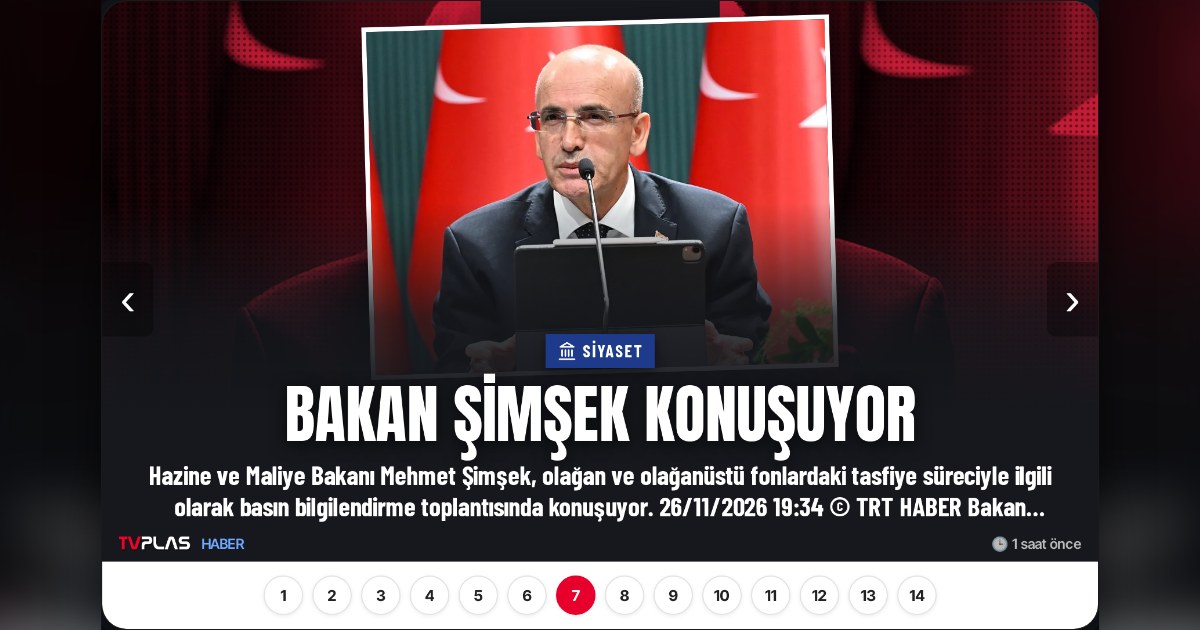 SİYASET
BAKAN ŞİMŞEK KONUŞUYOR
Hazine ve Maliye Bakanı Mehmet Şimşek, olağan ve olağanüstü fonlardaki tasfiye süreciyle ilgili
olarak basın bilgilendirme toplantısında konuşuyor. 26/11/2026 19:34 © TRT HABER Bakan...
TVPLAS HABER
1 saat önce
1 2 3 4 5 6 7 8 9 10 11 12 13 14